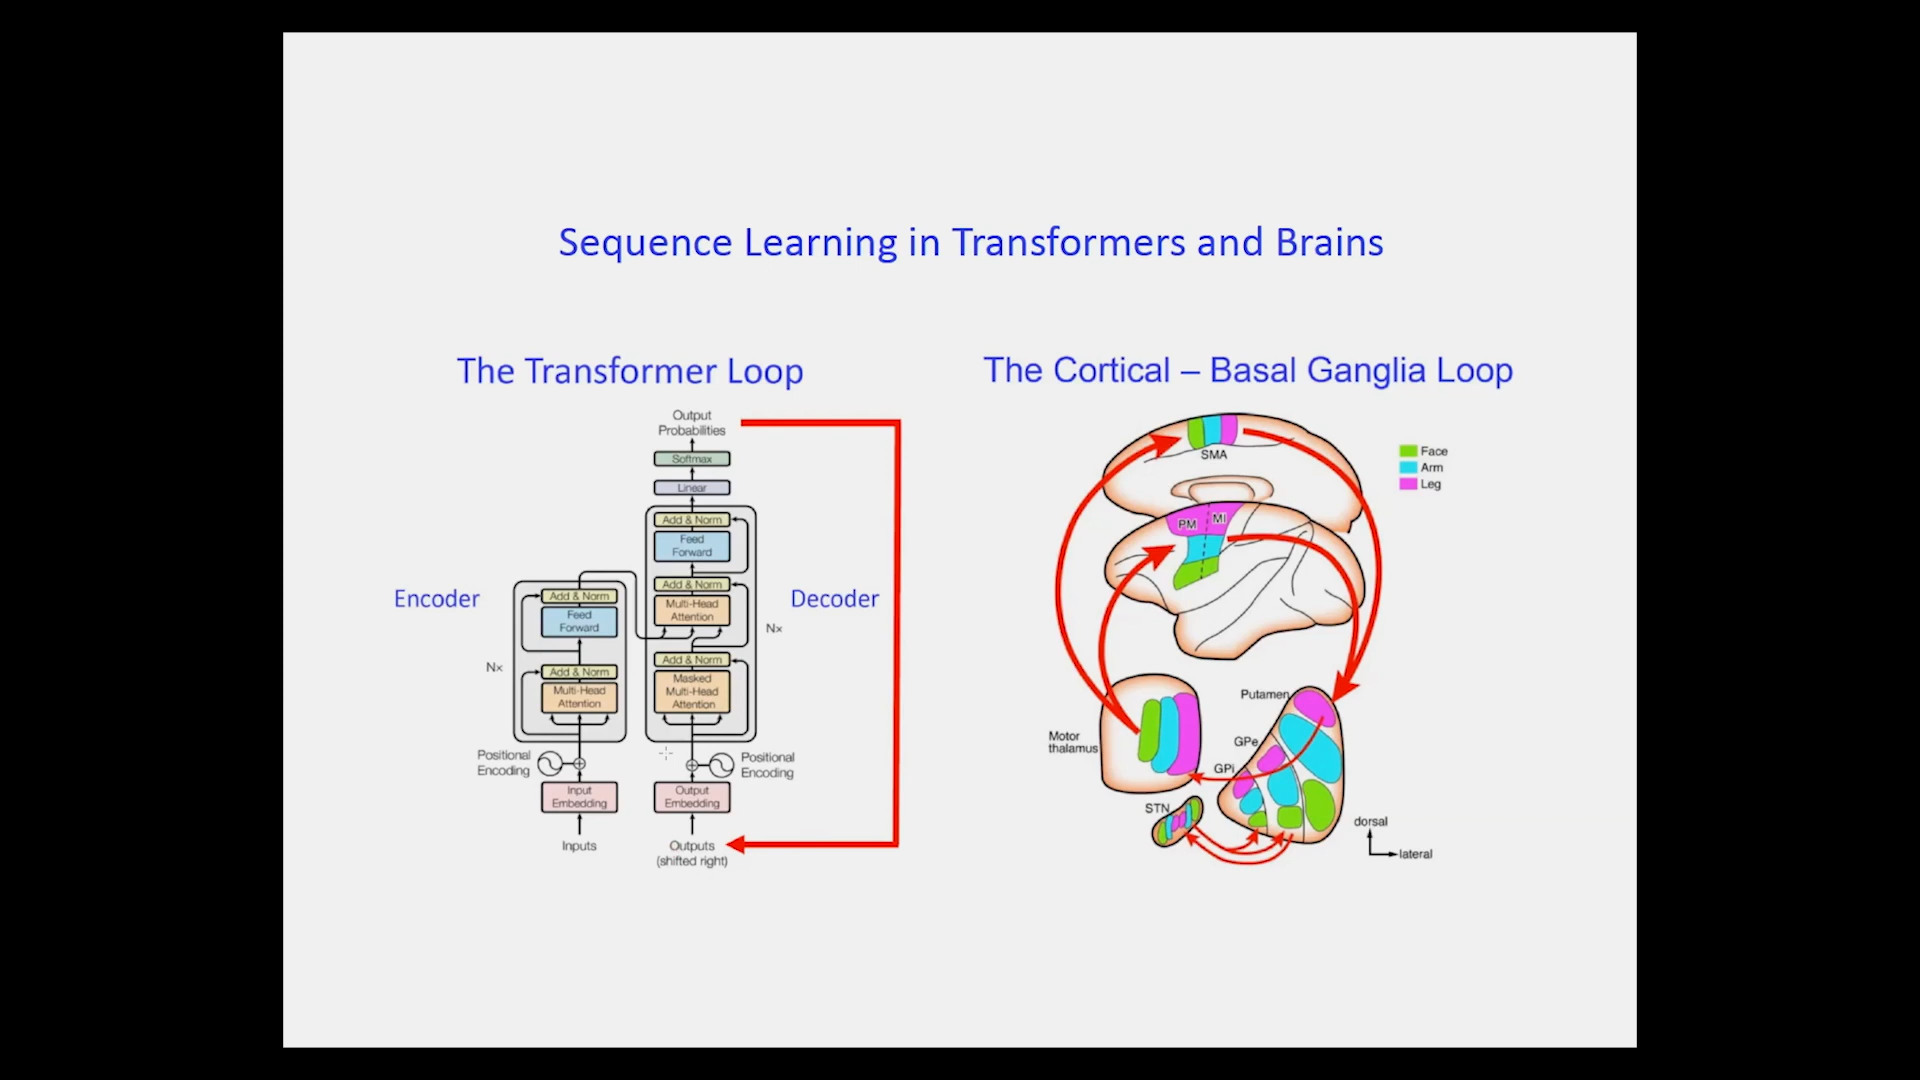 Sequence Learning in Transformers and Brains
The Transformer Loop
Output
Probabilities
Softmax
Linear
Add & Norm
Feed
Forward
Add & Norm
Multi-Head
Attention
Add & Norm
Masked
Multi-Head
Attention
Nx
Decoder
Encoder
Add & Norm
Feed
Forward
Nx
Add & Norm
Multi-Head
Attention
Positional
Encoding
Positional
Encoding
Input
Embedding
Output
Embedding
Inputs
Outputs
(shifted right)
The Cortical – Basal Ganglia Loop
SMA
Face
Arm
Leg
PM
MI
Putamen
Motor
thalamus
GPe
GPi
STN
dorsal
lateral